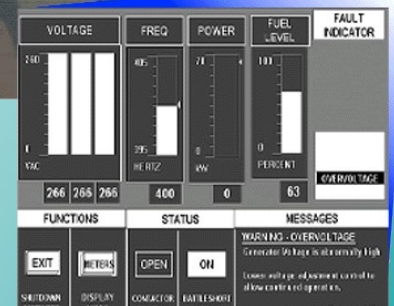 VOLTAGE
FREQ
POWER
FUEL
LEVEL
FAULT
INDICATOR
260
0
VAC
405
395
HERTZ
70
0
kW
100
0
PERCENT
OVERVOLTAGE
266 266 266
400
0
63
FUNCTIONS
STATUS
MESSAGES
EXIT
METERS
OPEN
ON
SHUTDOWN
DISPLAY
CONTACTOR
BATTLESHORT
WARNING - OVERVOLTAGE
Generator Voltage is abnormally high
Lower voltage adjustment control to
allow continued operation.